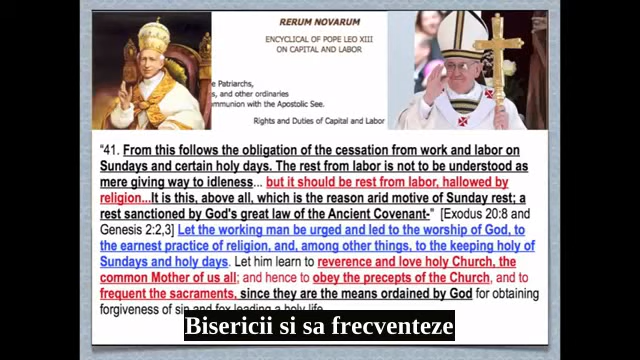 RERUM NOVARUM
ENCYCLICAL OF POPE LEO XIII
ON CAPITAL AND LABOR
e Patriarchs,
s, and other ordinaries
mmunion with the Apostolic See.
Rights and Duties of Capital and Labor
“41. From this follows the obligation of the cessation from work and labor on
Sundays and certain holy days. The rest from labor is not to be understood as
mere giving way to idleness... but it should be rest from labor, hallowed by
religion...It is this, above all, which is the reason arid motive of Sunday rest; a
rest sanctioned by God's great law of the Ancient Covenant-” [Exodus 20:8 and
Genesis 2:2,3] Let the working man be urged and led to the worship of God, to
the earnest practice of religion, and, among other things, to the keeping holy of
Sundays and holy days. Let him learn to reverence and love holy Church, the
common Mother of us all; and hence to obey the precepts of the Church, and to
frequent the sacraments, since they are the means ordained by God for obtaining
forgiveness of sin and fox leading a holy life.
Bisericii si sa frecventeze